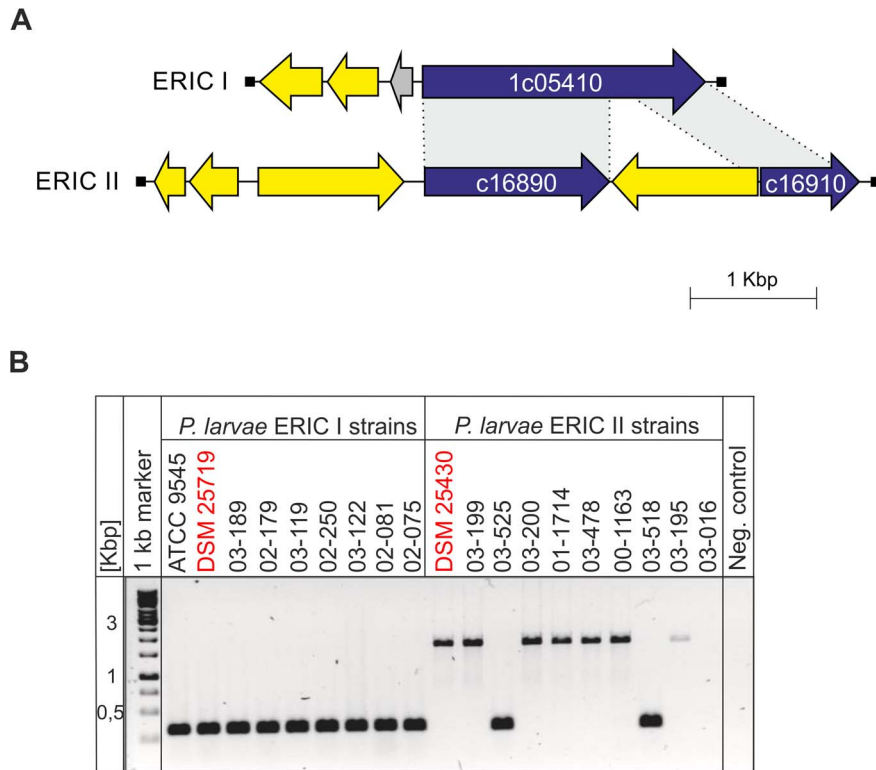 A
ERIC I
1c05410
ERIC II
c16890
c16910
1 Kbp
B
[Kbp]
1 kb marker
P. larvae ERIC I strains
P. larvae ERIC II strains
ATCC 9545
DSM 25719
03-189
02-179
03-119
02-250
03-122
02-081
02-075
DSM 25430
03-199
03-525
03-200
01-1714
03-478
00-1163
03-518
03-195
03-016
Neg. control
3
1
0,5